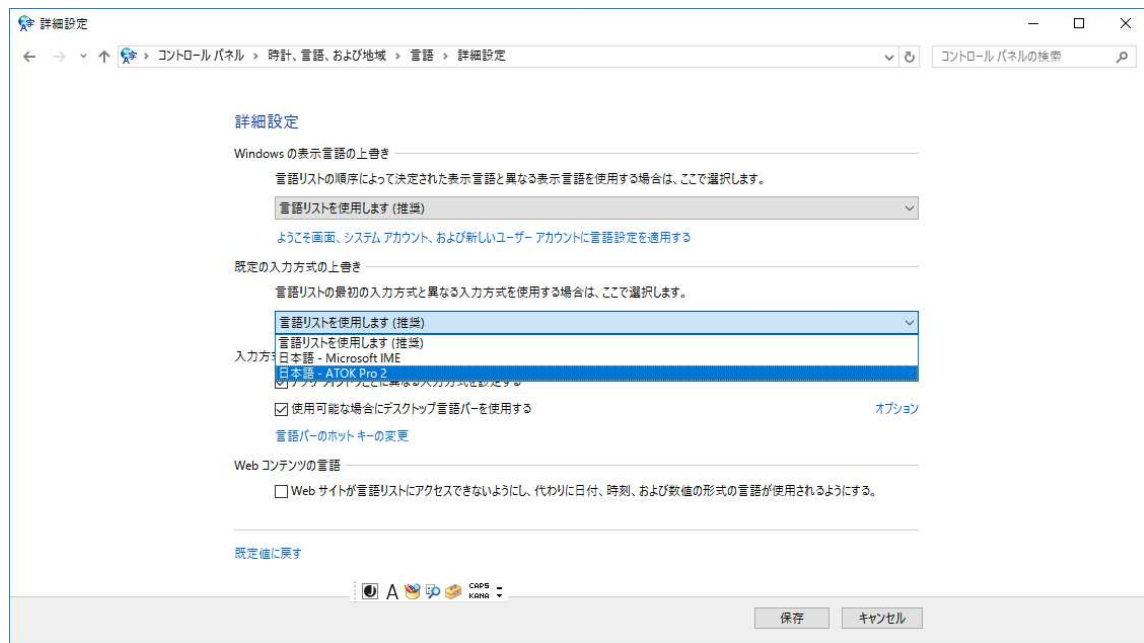 詳細設定
コントロール パネル › 時計、言語、および地域 › 言語 › 詳細設定
コントロール パネルの検索
詳細設定
Windows の表示言語の上書き
言語リストの順序によって決定された表示言語と異なる表示言語を使用する場合は、ここで選択します。
言語リストを使用します (推奨)
ようこそ画面、システム アカウント、および新しいユーザー アカウントに言語設定を適用する
既定の入力方式の上書き
言語リストの最初の入力方式と異なる入力方式を使用する場合は、ここで選択します。
言語リストを使用します (推奨)
言語リストを使用します (推奨)
入力方
日本語 - Microsoft IME
日本語 - ATOK Pro 2
使用可能な場合にデスクトップ言語バーを使用する
オプション
言語バーのホット キーの変更
Web コンテンツの言語
Web サイトが言語リストにアクセスできないようにし、代わりに日付、時刻、および数値の形式の言語が使用されるようにする。
既定値に戻す
A CAPS
KANA
保存 キャンセル